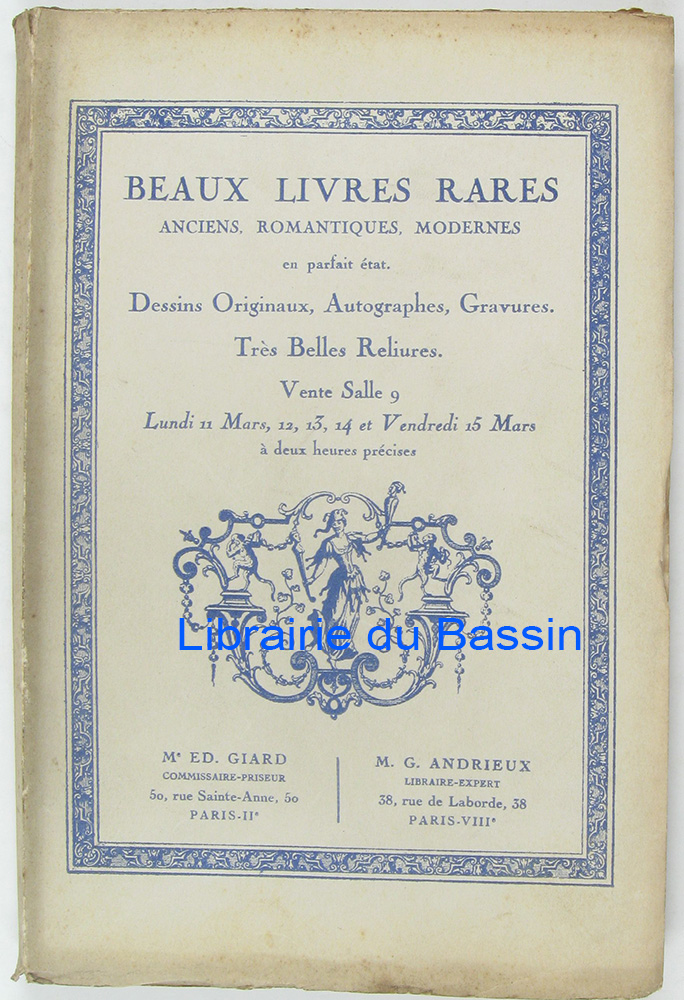 BEAUX LIVRES RARES
ANCIENS, ROMANTIQUES, MODERNES
en parfait état.
Dessins Originaux, Autographes, Gravures.
Très Belles Reliures.
Vente Salle 9
Lundi 11 Mars, 12, 13, 14 et Vendredi 15 Mars
à deux heures précises
Librairie du Bassin
Mᵉ ED. GIARD
COMMISSAIRE-PRISEUR
50, rue Sainte-Anne, 50
PARIS-IIᵉ
M. G. ANDRIEUX
LIBRAIRE-EXPERT
38, rue de Laborde, 38
PARIS-VIIIᵉ